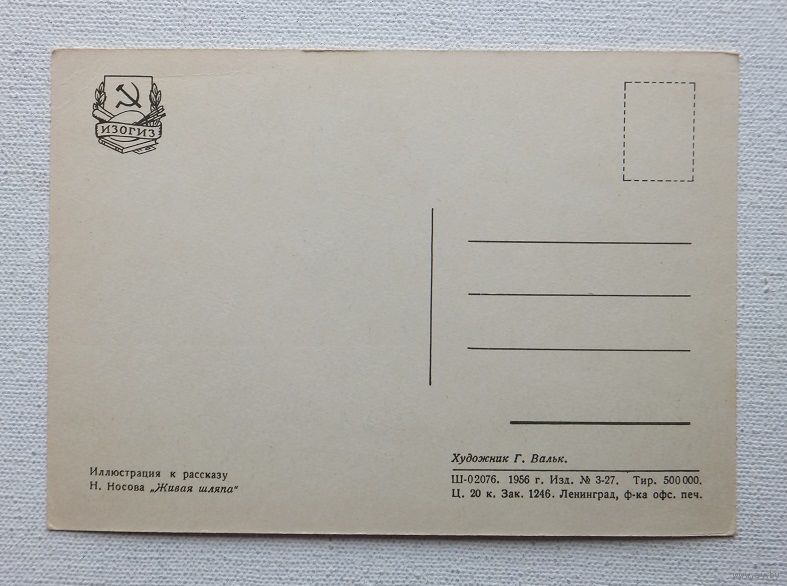 ИЗОГИЗ
Иллюстрация к рассказу
Н. Носова „Живая шляпа“
Художник Г. Вальк.
Ш-02076. 1956 г. Изд. № 3-27. Тир. 500 000.
Ц. 20 к. Зак. 1246. Ленинград, ф-ка офс. печ.